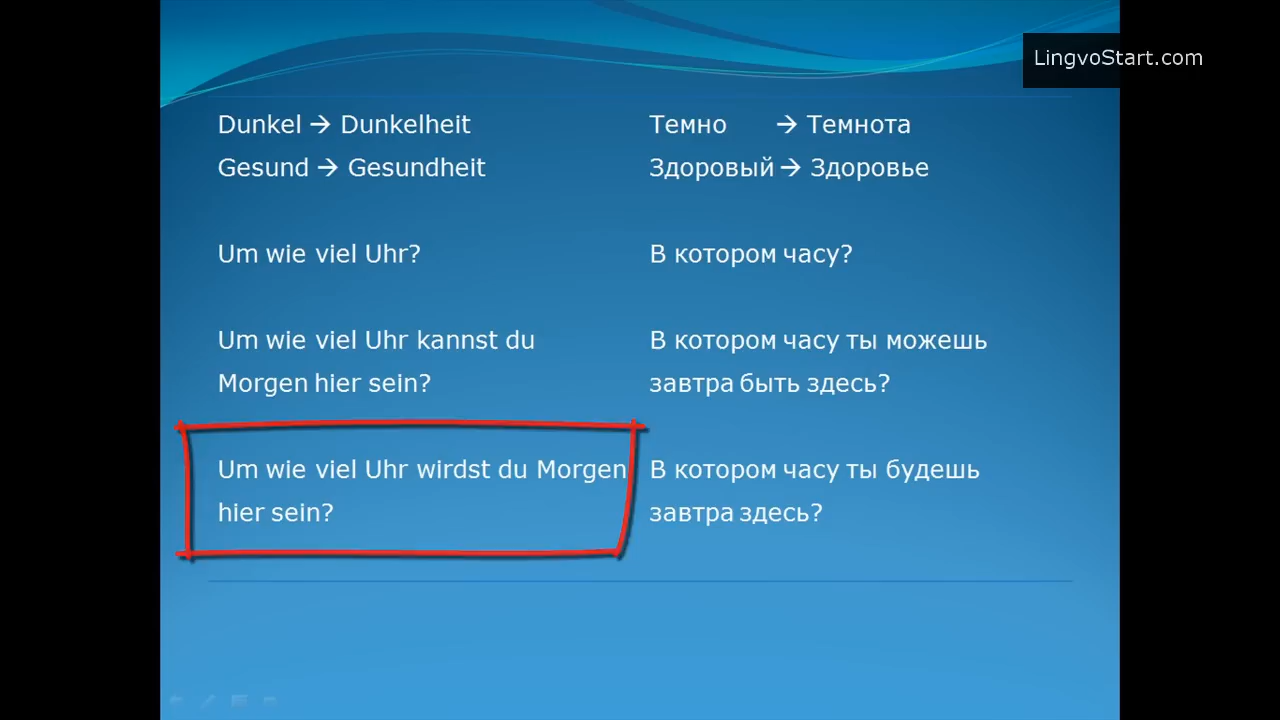 LingvoStart.com
Dunkel → Dunkelheit Темно → Темнота
Gesund → Gesundheit Здоровый → Здоровье
Um wie viel Uhr? В котором часу?
Um wie viel Uhr kannst du В котором часу ты можешь
Morgen hier sein? завтра быть здесь?
Um wie viel Uhr wirdst du Morgen В котором часу ты будешь
hier sein? завтра здесь?